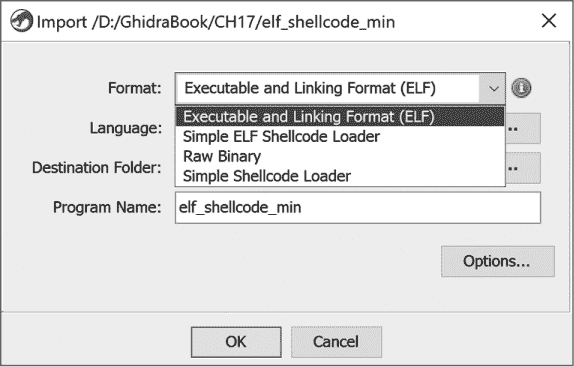 Import /D:/GhidraBook/CH17/elf_shellcode_min
Format:
Executable and Linking Format (ELF)
Executable and Linking Format (ELF)
Simple ELF Shellcode Loader
Raw Binary
Simple Shellcode Loader
Language:
Destination Folder:
Program Name:
elf_shellcode_min
Options...
OK
Cancel